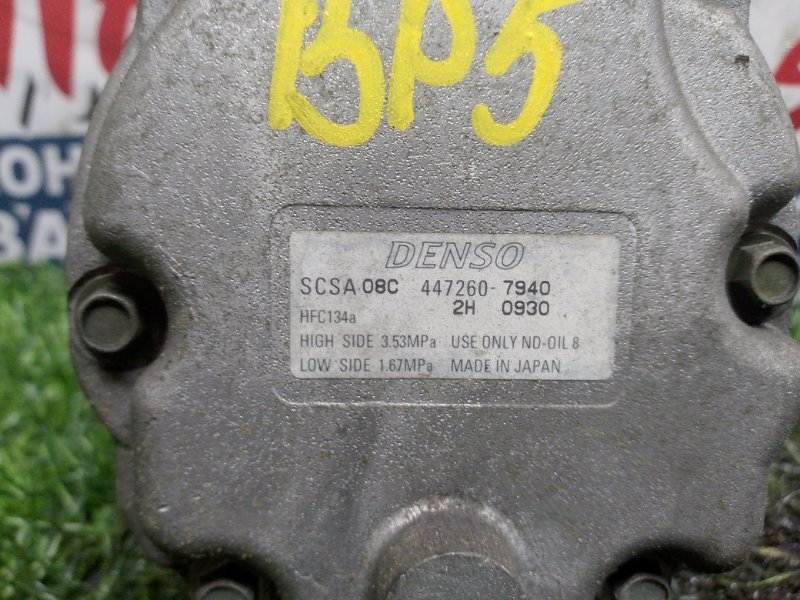 BP5
DENSO
SCSA 08C 447260-7940
2H 0930
HFC134a
HIGH SIDE 3.53MPa USE ONLY ND-OIL 8
LOW SIDE 1.67MPa MADE IN JAPAN